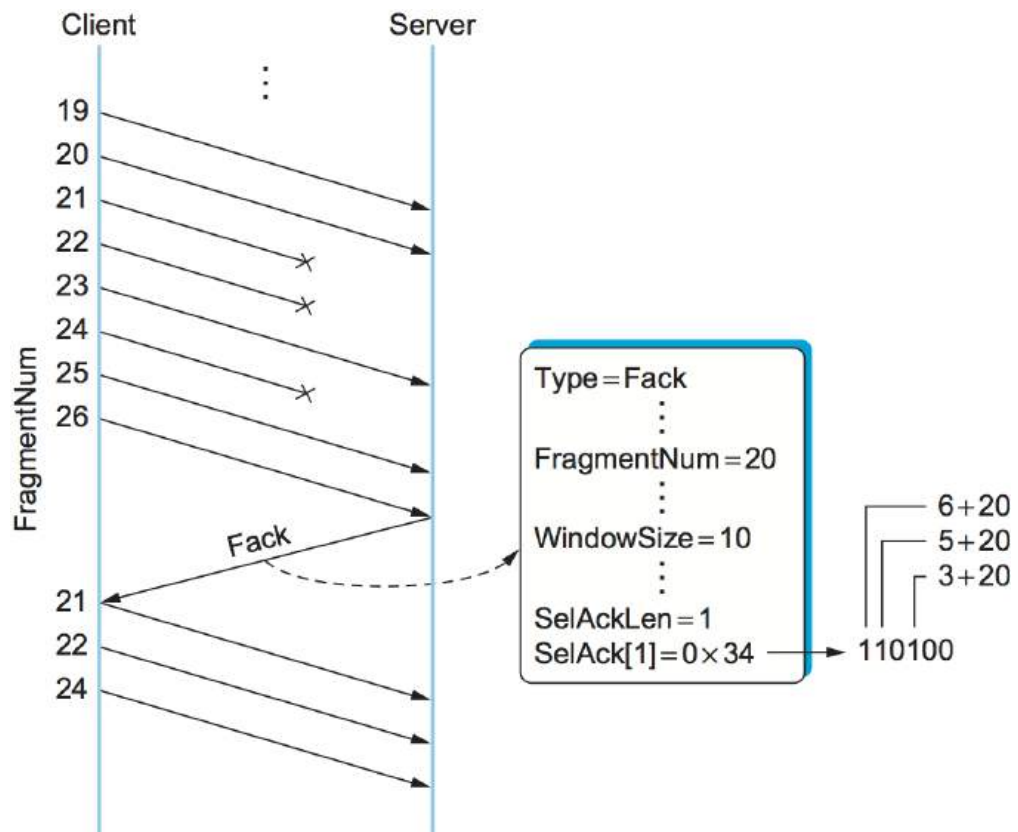 Client
Server
19
20
21
22
23
24
25
26
FragmentNum
Fack
21
22
24
Type=Fack
FragmentNum=20
WindowSize=10
SelAckLen=1
SelAck[1]=0×34
6+20
5+20
3+20
110100